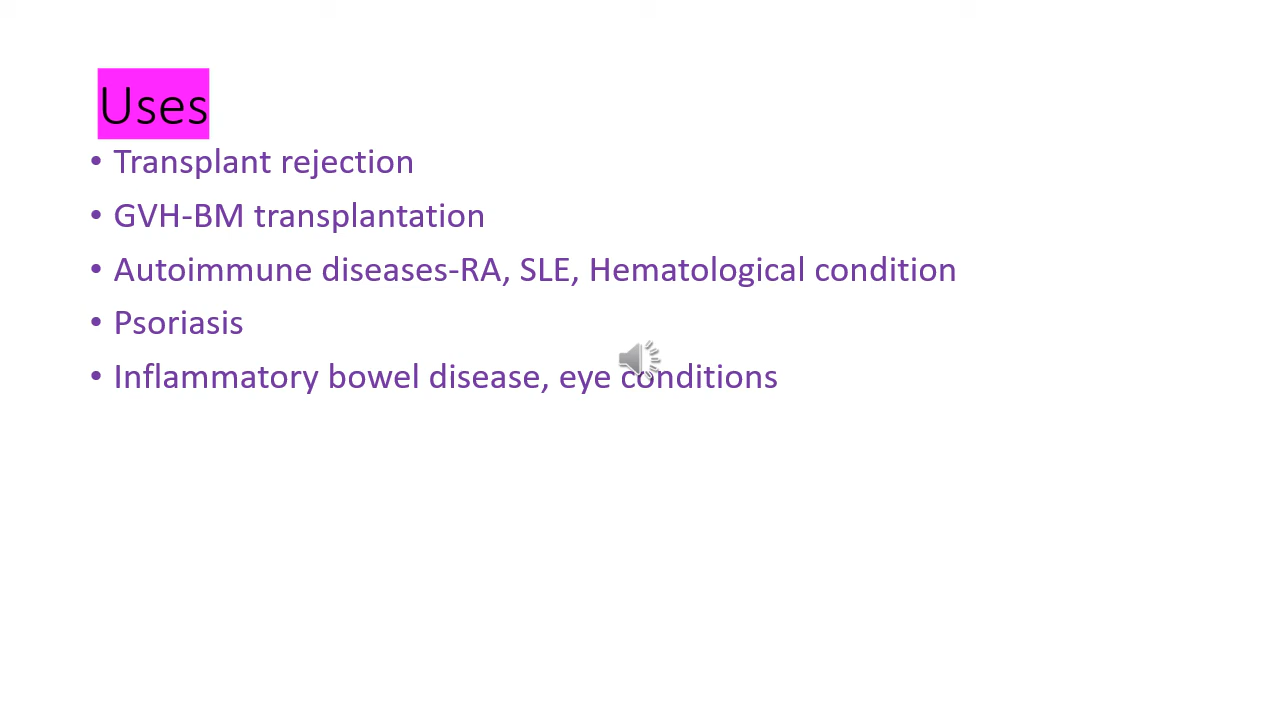 Uses
• Transplant rejection
• GVH-BM transplantation
• Autoimmune diseases-RA, SLE, Hematological condition
• Psoriasis
• Inflammatory bowel disease, eye conditions